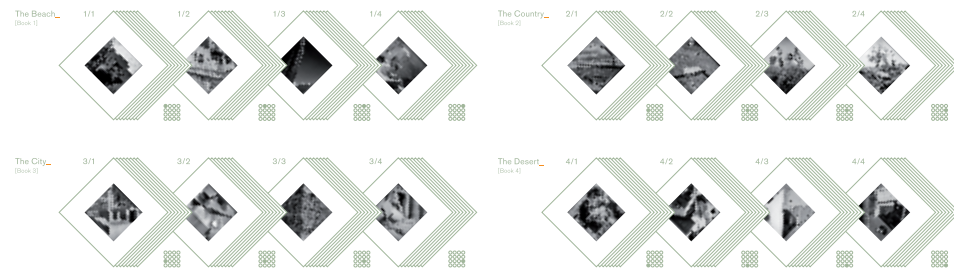 The Beach_ 1/1 1/2 1/3 1/4
[Book 1]
The Country_ 2/1 2/2 2/3 2/4
[Book 2]
The City_ 3/1 3/2 3/3 3/4
[Book 3]
The Desert_ 4/1 4/2 4/3 4/4
[Book 4]